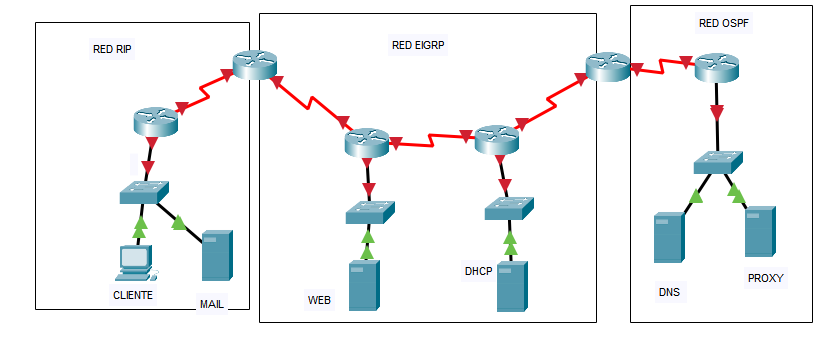 RED RIP
RED EIGRP
RED OSPF
CLIENTE
MAIL
WEB
DHCP
DNS
PROXY